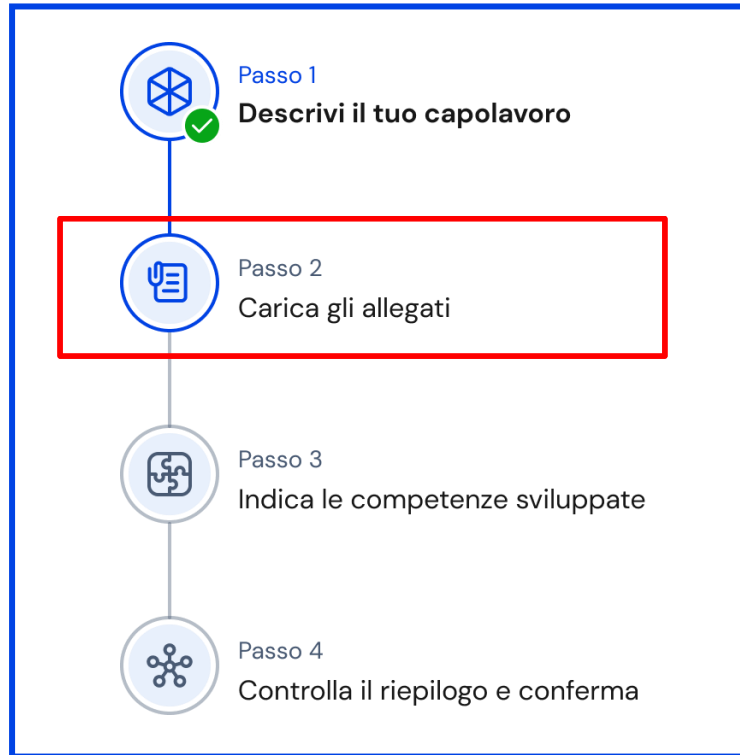 Passo 1
Descrivi il tuo capolavoro
Passo 2
Carica gli allegati
Passo 3
Indica le competenze sviluppate
Passo 4
Controlla il riepilogo e conferma